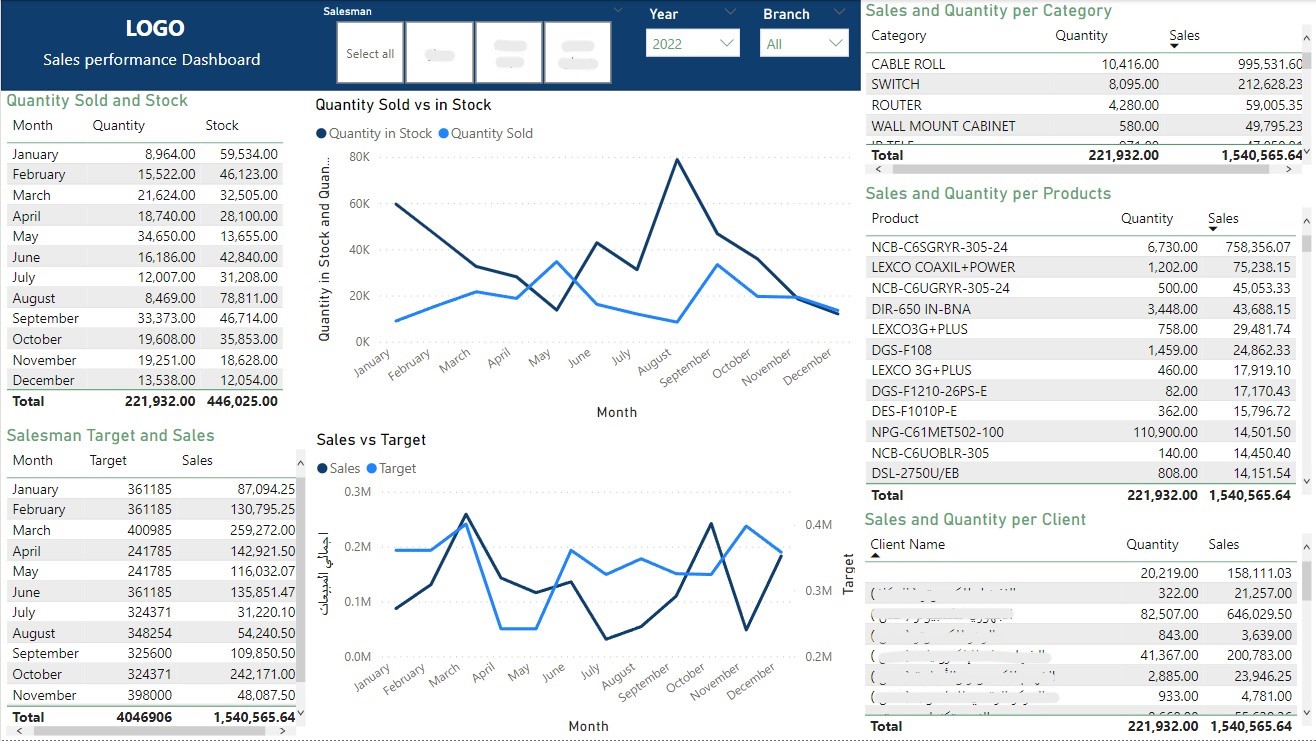 LOGO
Sales performance Dashboard
Salesman
Select all
Year
2022
Branch
All
Quantity Sold and Stock
Month Quantity Stock
January 8,964.00 59,534.00
February 15,522.00 46,123.00
March 21,624.00 32,505.00
April 18,740.00 28,100.00
May 34,650.00 13,655.00
June 16,186.00 42,840.00
July 12,007.00 31,208.00
August 8,469.00 78,811.00
September 33,373.00 46,714.00
October 19,608.00 35,853.00
November 19,251.00 18,628.00
December 13,538.00 12,054.00
Total 221,932.00 446,025.00
Salesman Target and Sales
Month Target Sales
January 361185 87,094.25
February 361185 130,795.25
March 400985 259,272.00
April 241785 142,921.50
May 241785 116,032.07
June 361185 135,851.47
July 324371 31,220.10
August 348254 54,240.50
September 325600 109,850.50
October 324371 242,171.00
November 398000 48,087.50
Total 4046906 1,540,565.64
Quantity Sold vs in Stock
Quantity in Stock Quantity Sold
Quantity in Stock and Quan...
80K
60K
40K
20K
0K
January February March April May June July August September October November December
Month
Sales vs Target
Sales Target
اجمالي المبيعات
0.3M
0.2M
0.1M
0.0M
0.4M
0.3M
0.2M
Target
January February March April May June July August September October November December
Month
Sales and Quantity per Category
Category Quantity Sales
CABLE ROLL 10,416.00 995,531.60
SWITCH 8,095.00 212,628.23
ROUTER 4,280.00 59,005.35
WALL MOUNT CABINET 580.00 49,795.23
Total 221,932.00 1,540,565.64
Sales and Quantity per Products
Product Quantity Sales
NCB-C6SGRYR-305-24 6,730.00 758,356.07
LEXCO COAXIL+POWER 1,202.00 75,238.15
NCB-C6UGRYR-305-24 500.00 45,053.33
DIR-650 IN-BNA 3,448.00 43,688.15
LEXCO3G+PLUS 758.00 29,481.74
DGS-F108 1,459.00 24,862.33
LEXCO 3G+PLUS 460.00 17,919.10
DGS-F1210-26PS-E 82.00 17,170.43
DES-F1010P-E 362.00 15,796.72
NPG-C61MET502-100 110,900.00 14,501.50
NCB-C6UOBLR-305 140.00 14,450.40
DSL-2750U/EB 808.00 14,151.54
Total 221,932.00 1,540,565.64
Sales and Quantity per Client
Client Name Quantity Sales
20,219.00 158,111.03
322.00 21,257.00
82,507.00 646,029.50
843.00 3,639.00
41,367.00 200,783.00
2,885.00 23,946.25
933.00 4,781.00
Total 221,932.00 1,540,565.64